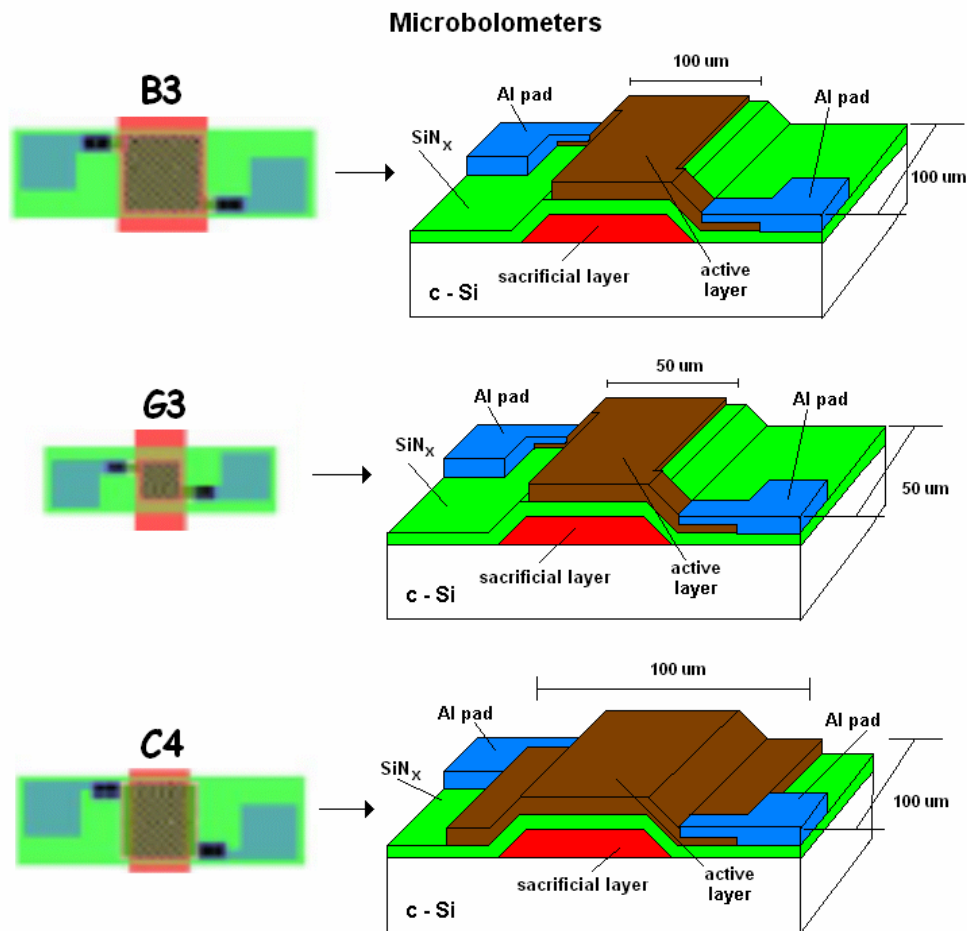 Microbolometers
B3
100 um
Al pad
Al pad
SiNx
100 um
sacrificial layer
active
layer
c - Si
G3
50 um
Al pad
Al pad
SiNx
50 um
sacrificial layer
active
layer
c - Si
C4
100 um
Al pad
Al pad
SiNx
100 um
sacrificial layer
active
layer
c - Si